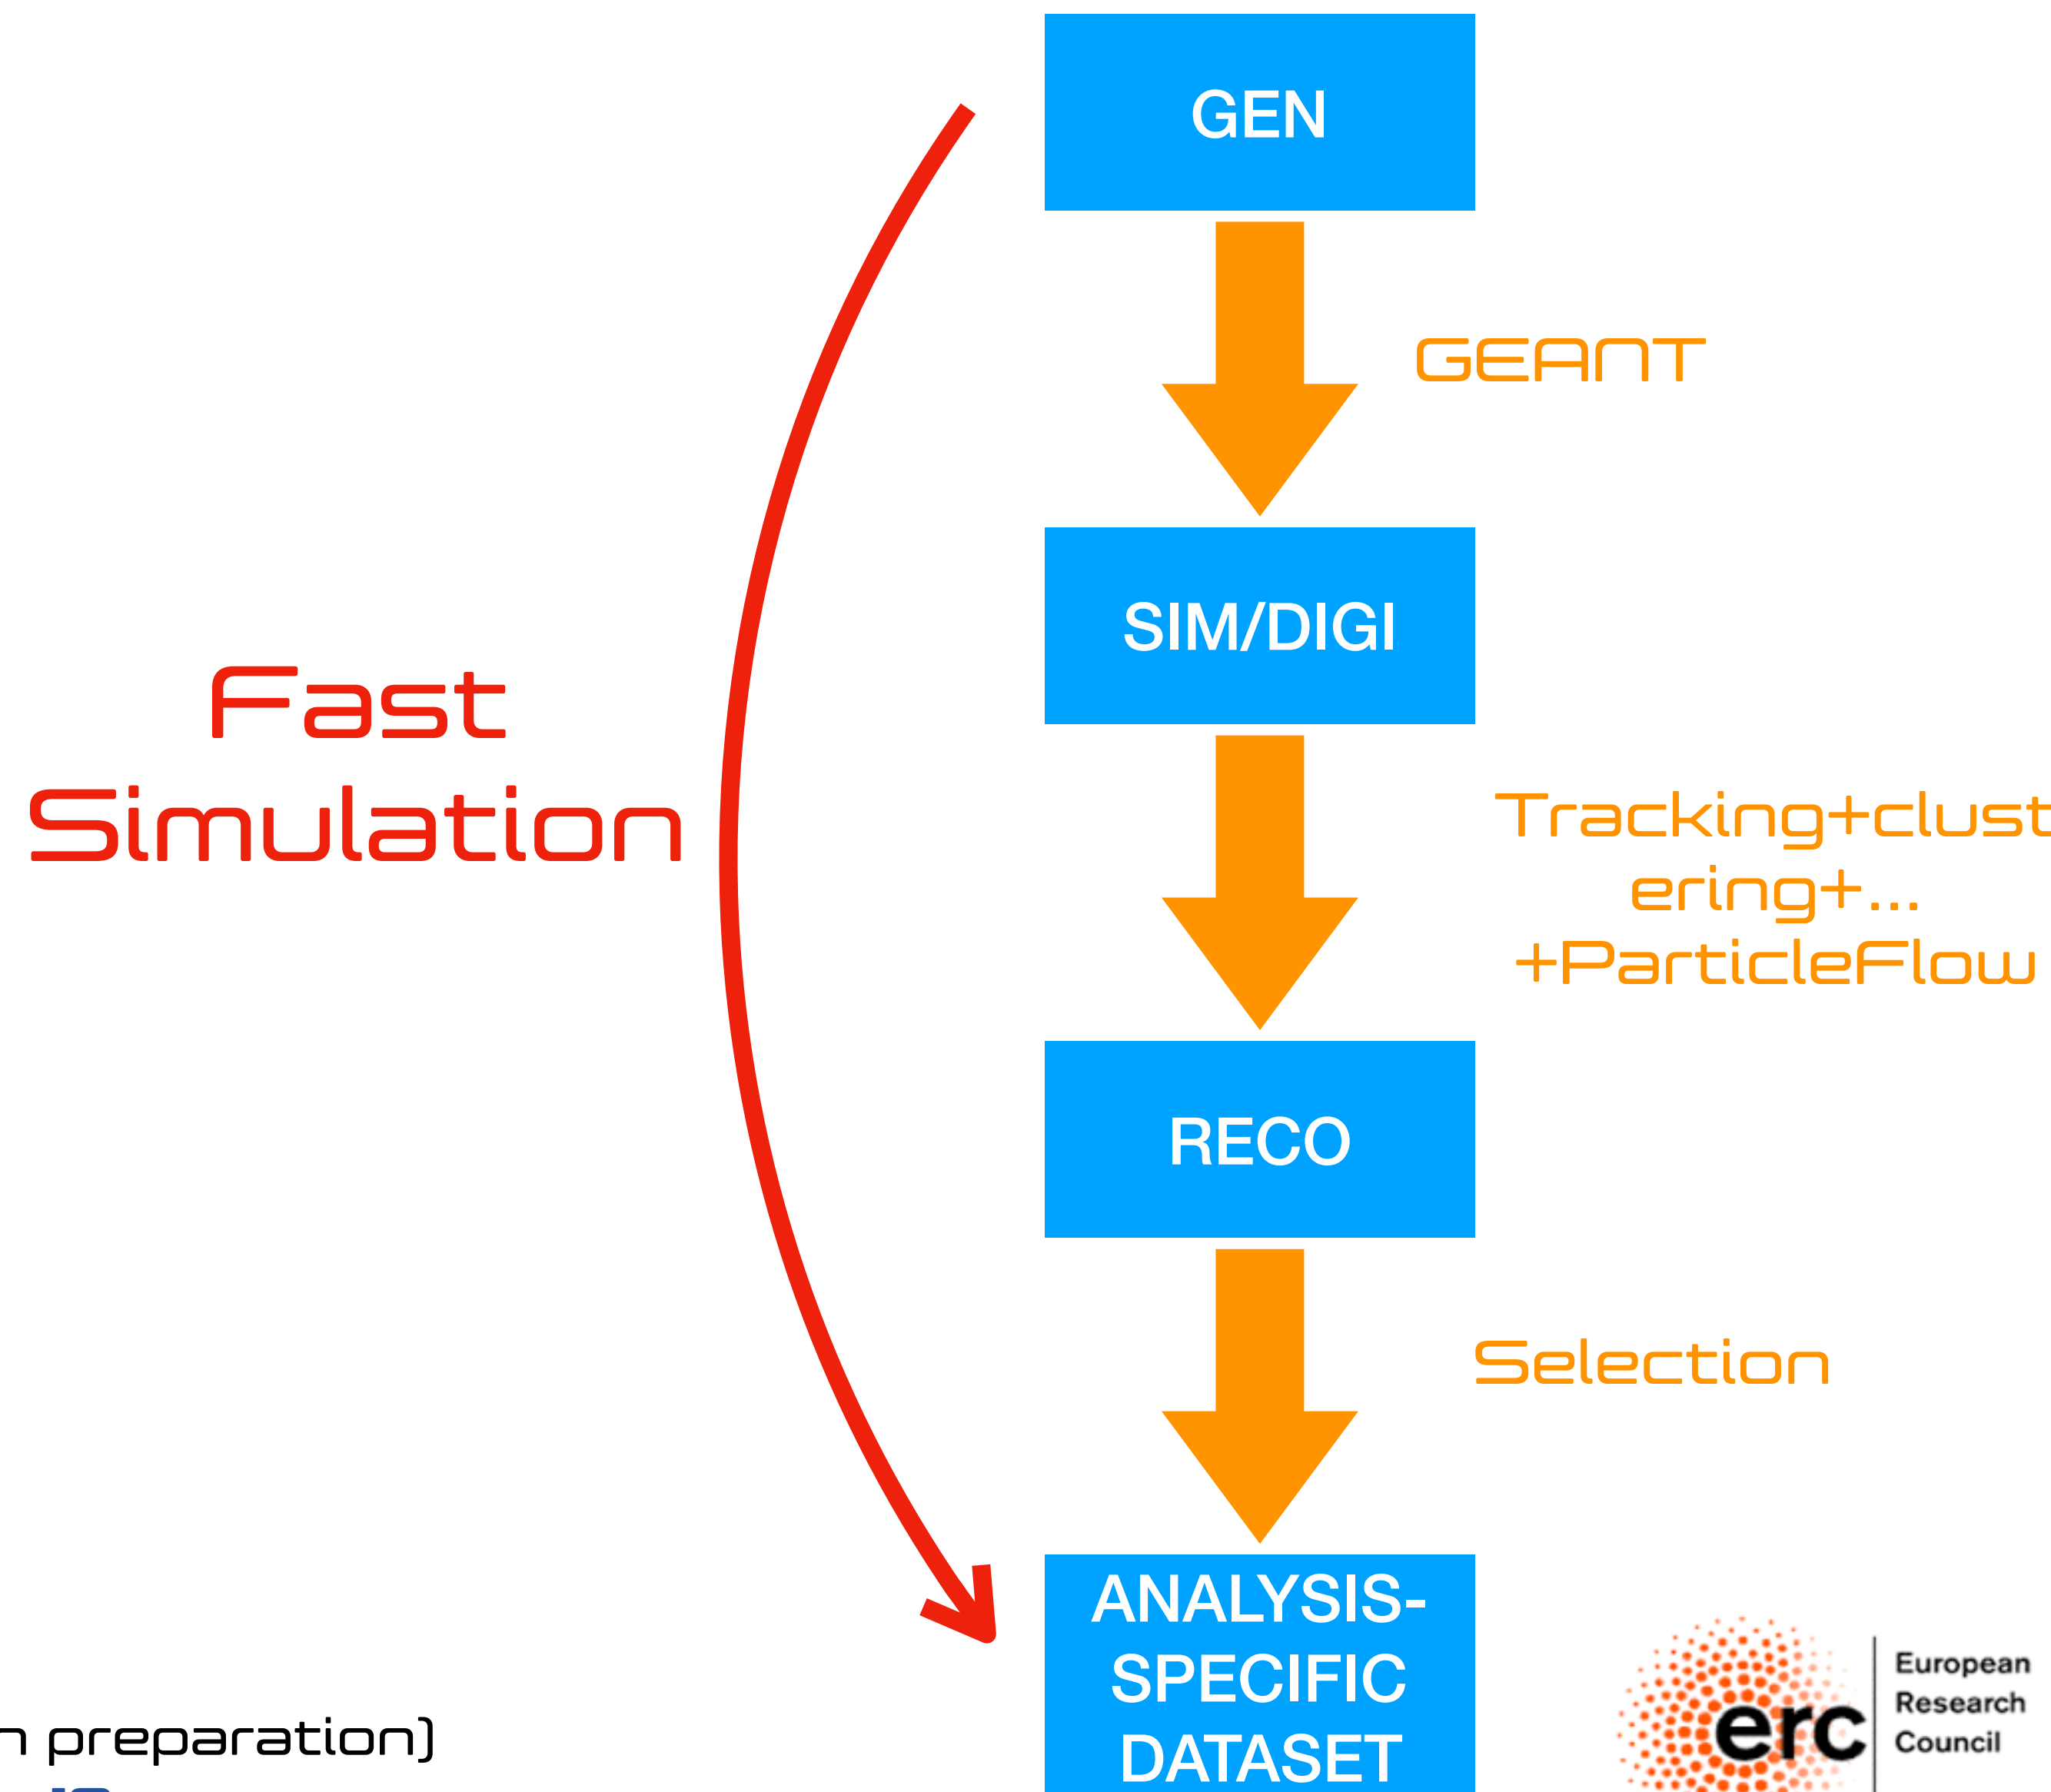 GEN
GEANT
SIM/DIGI
Fast
Simulation
Tracking+clust
ering+...
+ParticleFlow
RECO
Selection
ANALYSIS-
SPECIFIC
DATASET
n preparation)
erc
European
Research
Council